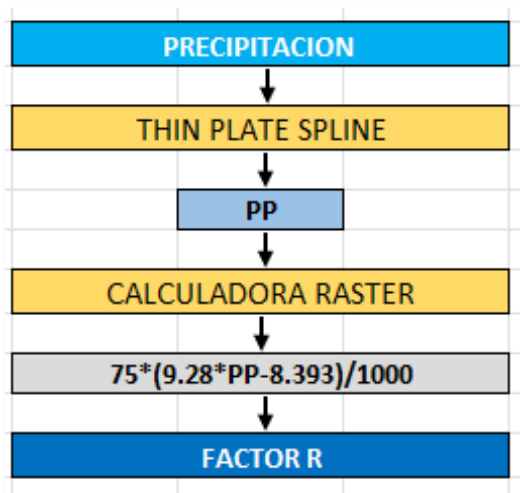 PRECIPITACION
THIN PLATE SPLINE
PP
CALCULADORA RASTER
75*(9.28*PP-8.393)/1000
FACTOR R